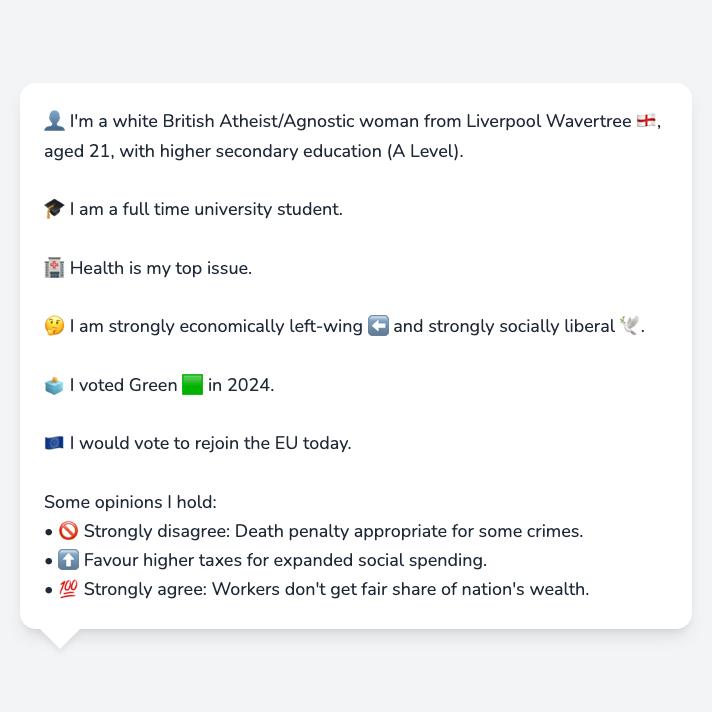 👤 I'm a white British Atheist/Agnostic woman from Liverpool Wavertree 🏴󠁧󠁢󠁥󠁮󠁧󠁿,
aged 21, with higher secondary education (A Level).
🎓 I am a full time university student.
🏥 Health is my top issue.
🤔 I am strongly economically left-wing ⬅️ and strongly socially liberal 🕊️.
🗳️ I voted Green 🟩 in 2024.
🇪🇺 I would vote to rejoin the EU today.
Some opinions I hold:
• 🚫 Strongly disagree: Death penalty appropriate for some crimes.
• ⬆️ Favour higher taxes for expanded social spending.
• 💯 Strongly agree: Workers don't get fair share of nation's wealth.